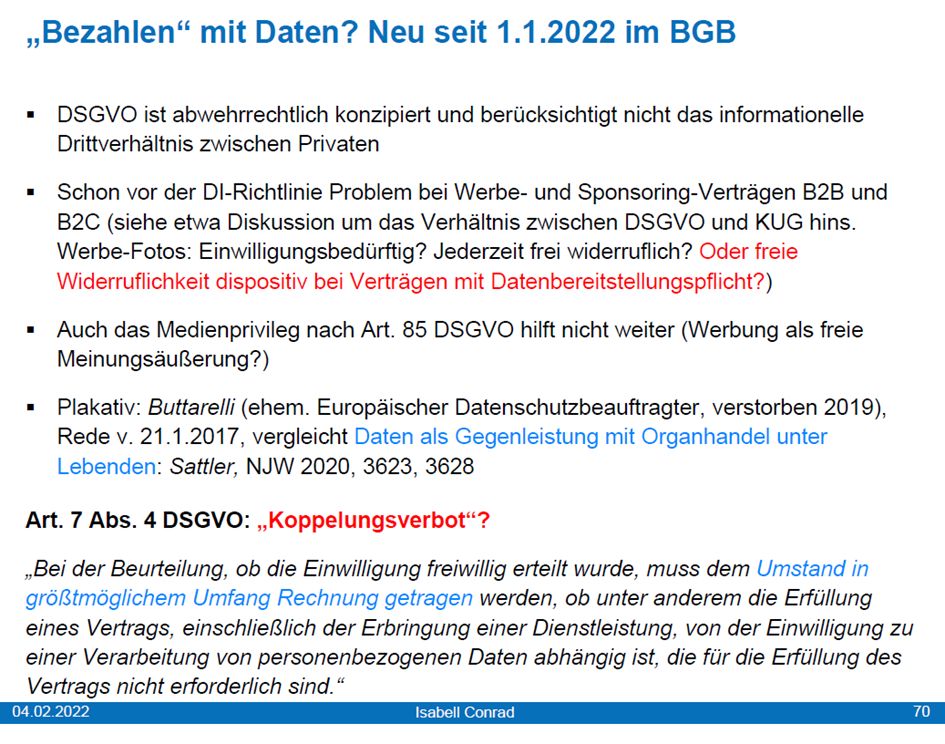 „Bezahlen“ mit Daten? Neu seit 1.1.2022 im BGB
▪ DSGVO ist abwehrrechtlich konzipiert und berücksichtigt nicht das informationelle
Drittverhältnis zwischen Privaten
▪ Schon vor der DI-Richtlinie Problem bei Werbe- und Sponsoring-Verträgen B2B und
B2C (siehe etwa Diskussion um das Verhältnis zwischen DSGVO und KUG hins.
Werbe-Fotos: Einwilligungsbedürftig? Jederzeit frei widerruflich? Oder freie
Widerruflichkeit dispositiv bei Verträgen mit Datenbereitstellungspflicht?)
▪ Auch das Medienprivileg nach Art. 85 DSGVO hilft nicht weiter (Werbung als freie
Meinungsäußerung?)
▪ Plakativ: Buttarelli (ehem. Europäischer Datenschutzbeauftragter, verstorben 2019),
Rede v. 21.1.2017, vergleicht Daten als Gegenleistung mit Organhandel unter
Lebenden: Sattler, NJW 2020, 3623, 3628
Art. 7 Abs. 4 DSGVO: „Koppelungsverbot“?
„Bei der Beurteilung, ob die Einwilligung freiwillig erteilt wurde, muss dem Umstand in
größtmöglichem Umfang Rechnung getragen werden, ob unter anderem die Erfüllung
eines Vertrags, einschließlich der Erbringung einer Dienstleistung, von der Einwilligung zu
einer Verarbeitung von personenbezogenen Daten abhängig ist, die für die Erfüllung des
Vertrags nicht erforderlich sind.“
04.02.2022 Isabell Conrad 70